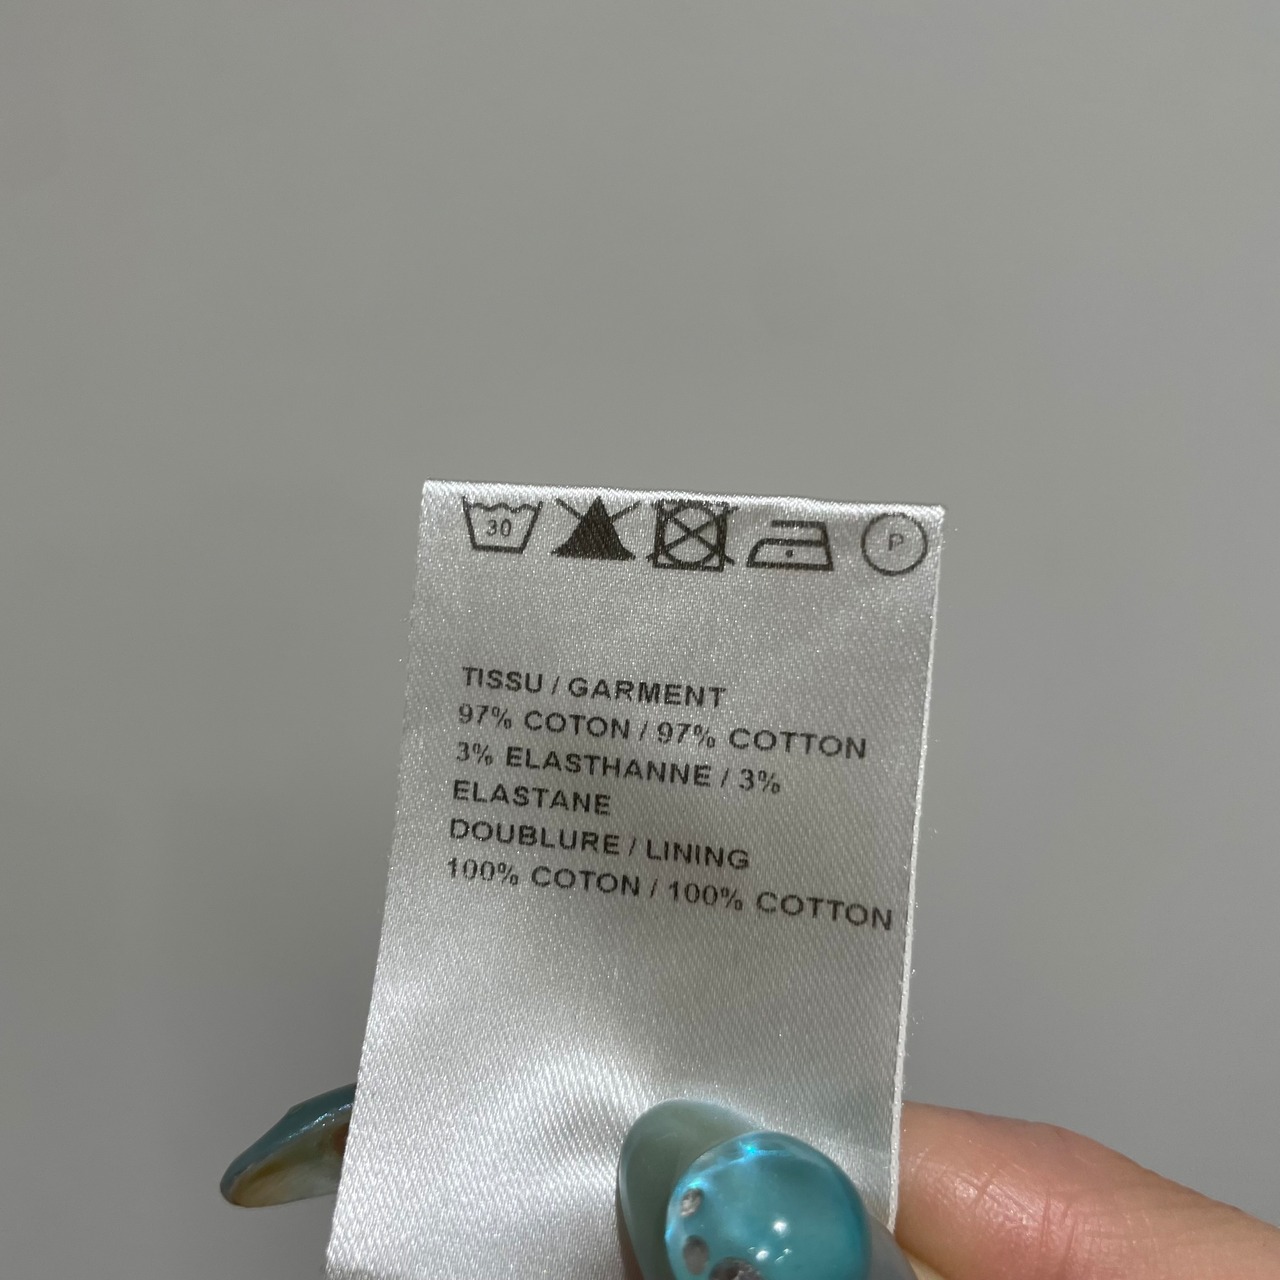 30 P
TISSU / GARMENT
97% COTON / 97% COTTON
3% ELASTHANNE / 3%
ELASTANE
DOUBLURE / LINING
100% COTON / 100% COTTON